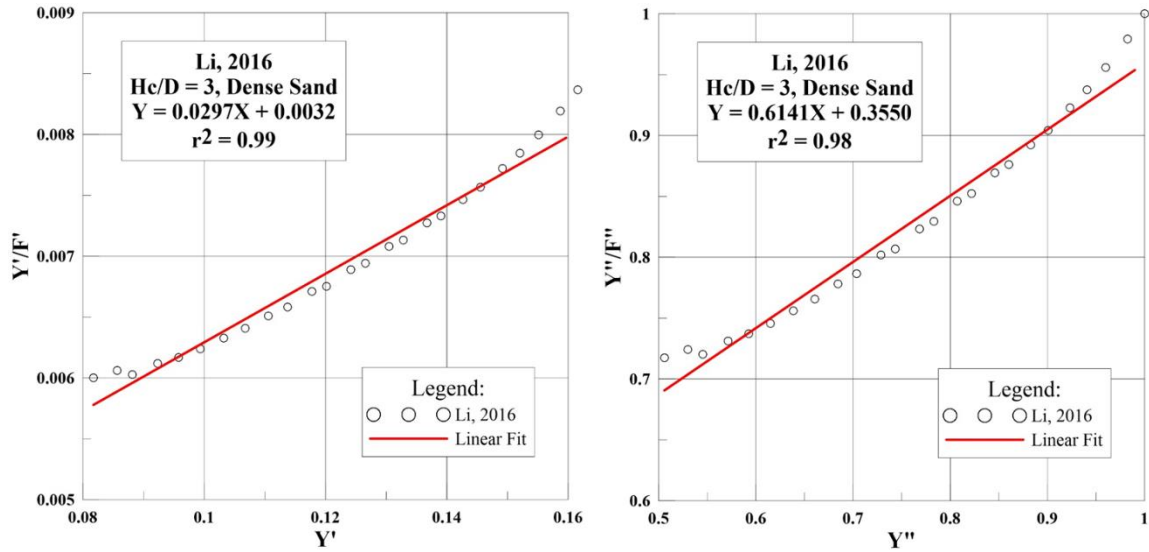 0.009
0.008
0.007
0.006
0.005
Y'/F'
Li, 2016
Hc/D = 3, Dense Sand
Y = 0.0297X + 0.0032
r2 = 0.99
Legend:
Li, 2016
Linear Fit
0.08 0.1 0.12 0.14 0.16
Y'
1
0.9
0.8
0.7
0.6
Y"/F"
Li, 2016
Hc/D = 3, Dense Sand
Y = 0.6141X + 0.3550
r2 = 0.98
Legend:
Li, 2016
Linear Fit
0.5 0.6 0.7 0.8 0.9 1
Y"